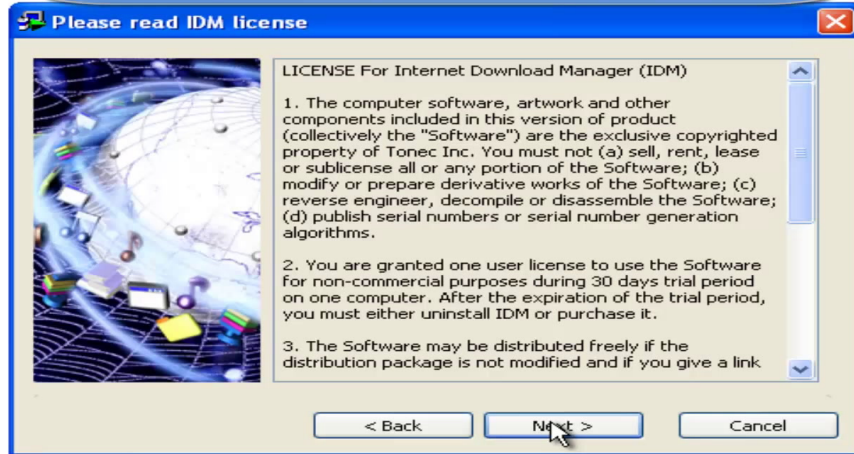 Please read IDM license
LICENSE For Internet Download Manager (IDM)
1. The computer software, artwork and other
components included in this version of product
(collectively the "Software") are the exclusive copyrighted
property of Tonec Inc. You must not (a) sell, rent, lease
or sublicense all or any portion of the Software; (b)
modify or prepare derivative works of the Software; (c)
reverse engineer, decompile or disassemble the Software;
(d) publish serial numbers or serial number generation
algorithms.
2. You are granted one user license to use the Software
for non-commercial purposes during 30 days trial period
on one computer. After the expiration of the trial period,
you must either uninstall IDM or purchase it.
3. The Software may be distributed freely if the
distribution package is not modified and if you give a link
< Back
Next >
Cancel